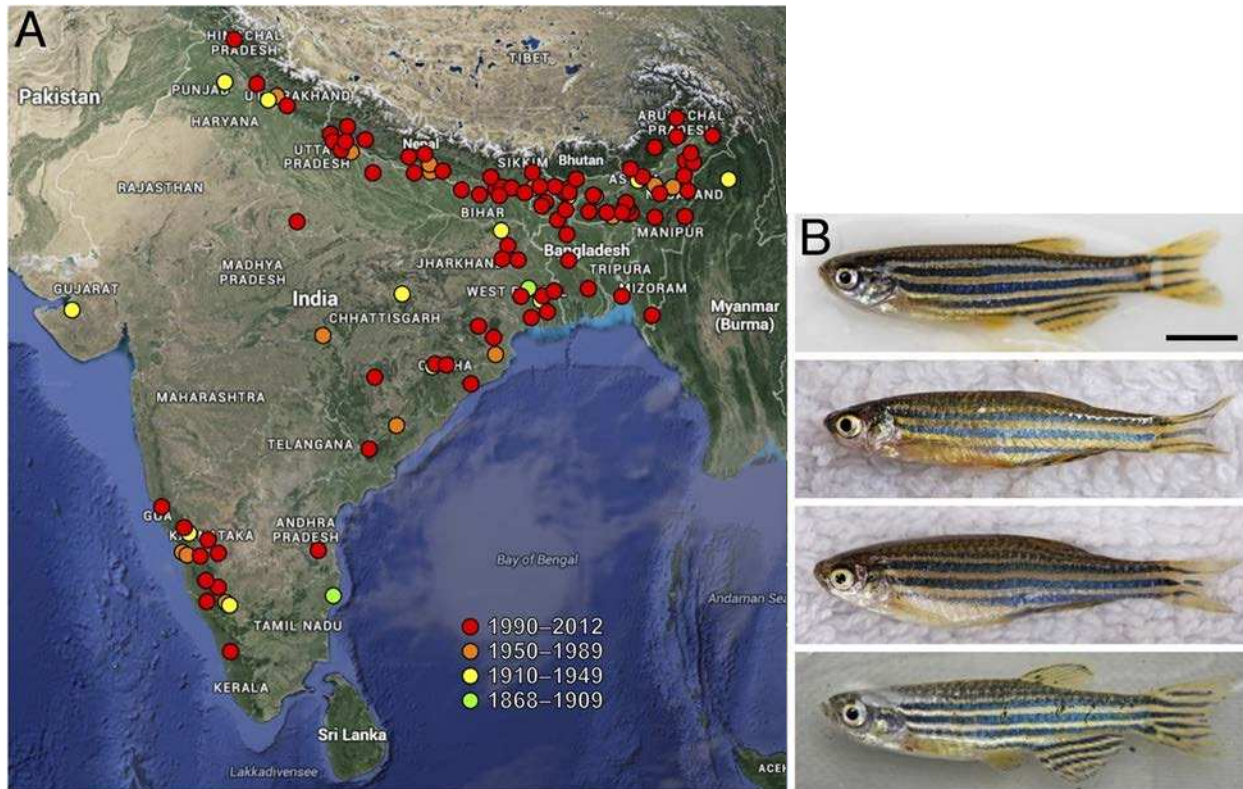 A
HIMACHAL
PRADESH
TIBET
Pakistan
PUNJAB
UTTARAKHAND
HARYANA
ARUNACHAL
PRADESH
Nepal
UTTAR
PRADESH
SIKKIM
Bhutan
ASSAM
NAGALAND
RAJASTHAN
BIHAR
MANIPUR
Bangladesh
MADHYA
PRADESH
JHARKHAND
TRIPURA
GUJARAT
India
WEST BENGAL
MIZORAM
CHHATTISGARH
Myanmar
(Burma)
ODISHA
MAHARASHTRA
TELANGANA
GOA
KARNATAKA
ANDHRA
PRADESH
Bay of Bengal
Andaman Sea
TAMIL NADU
1990–2012
1950–1989
1910–1949
1868–1909
KERALA
Sri Lanka
Lakkadivensee
ACEH
B